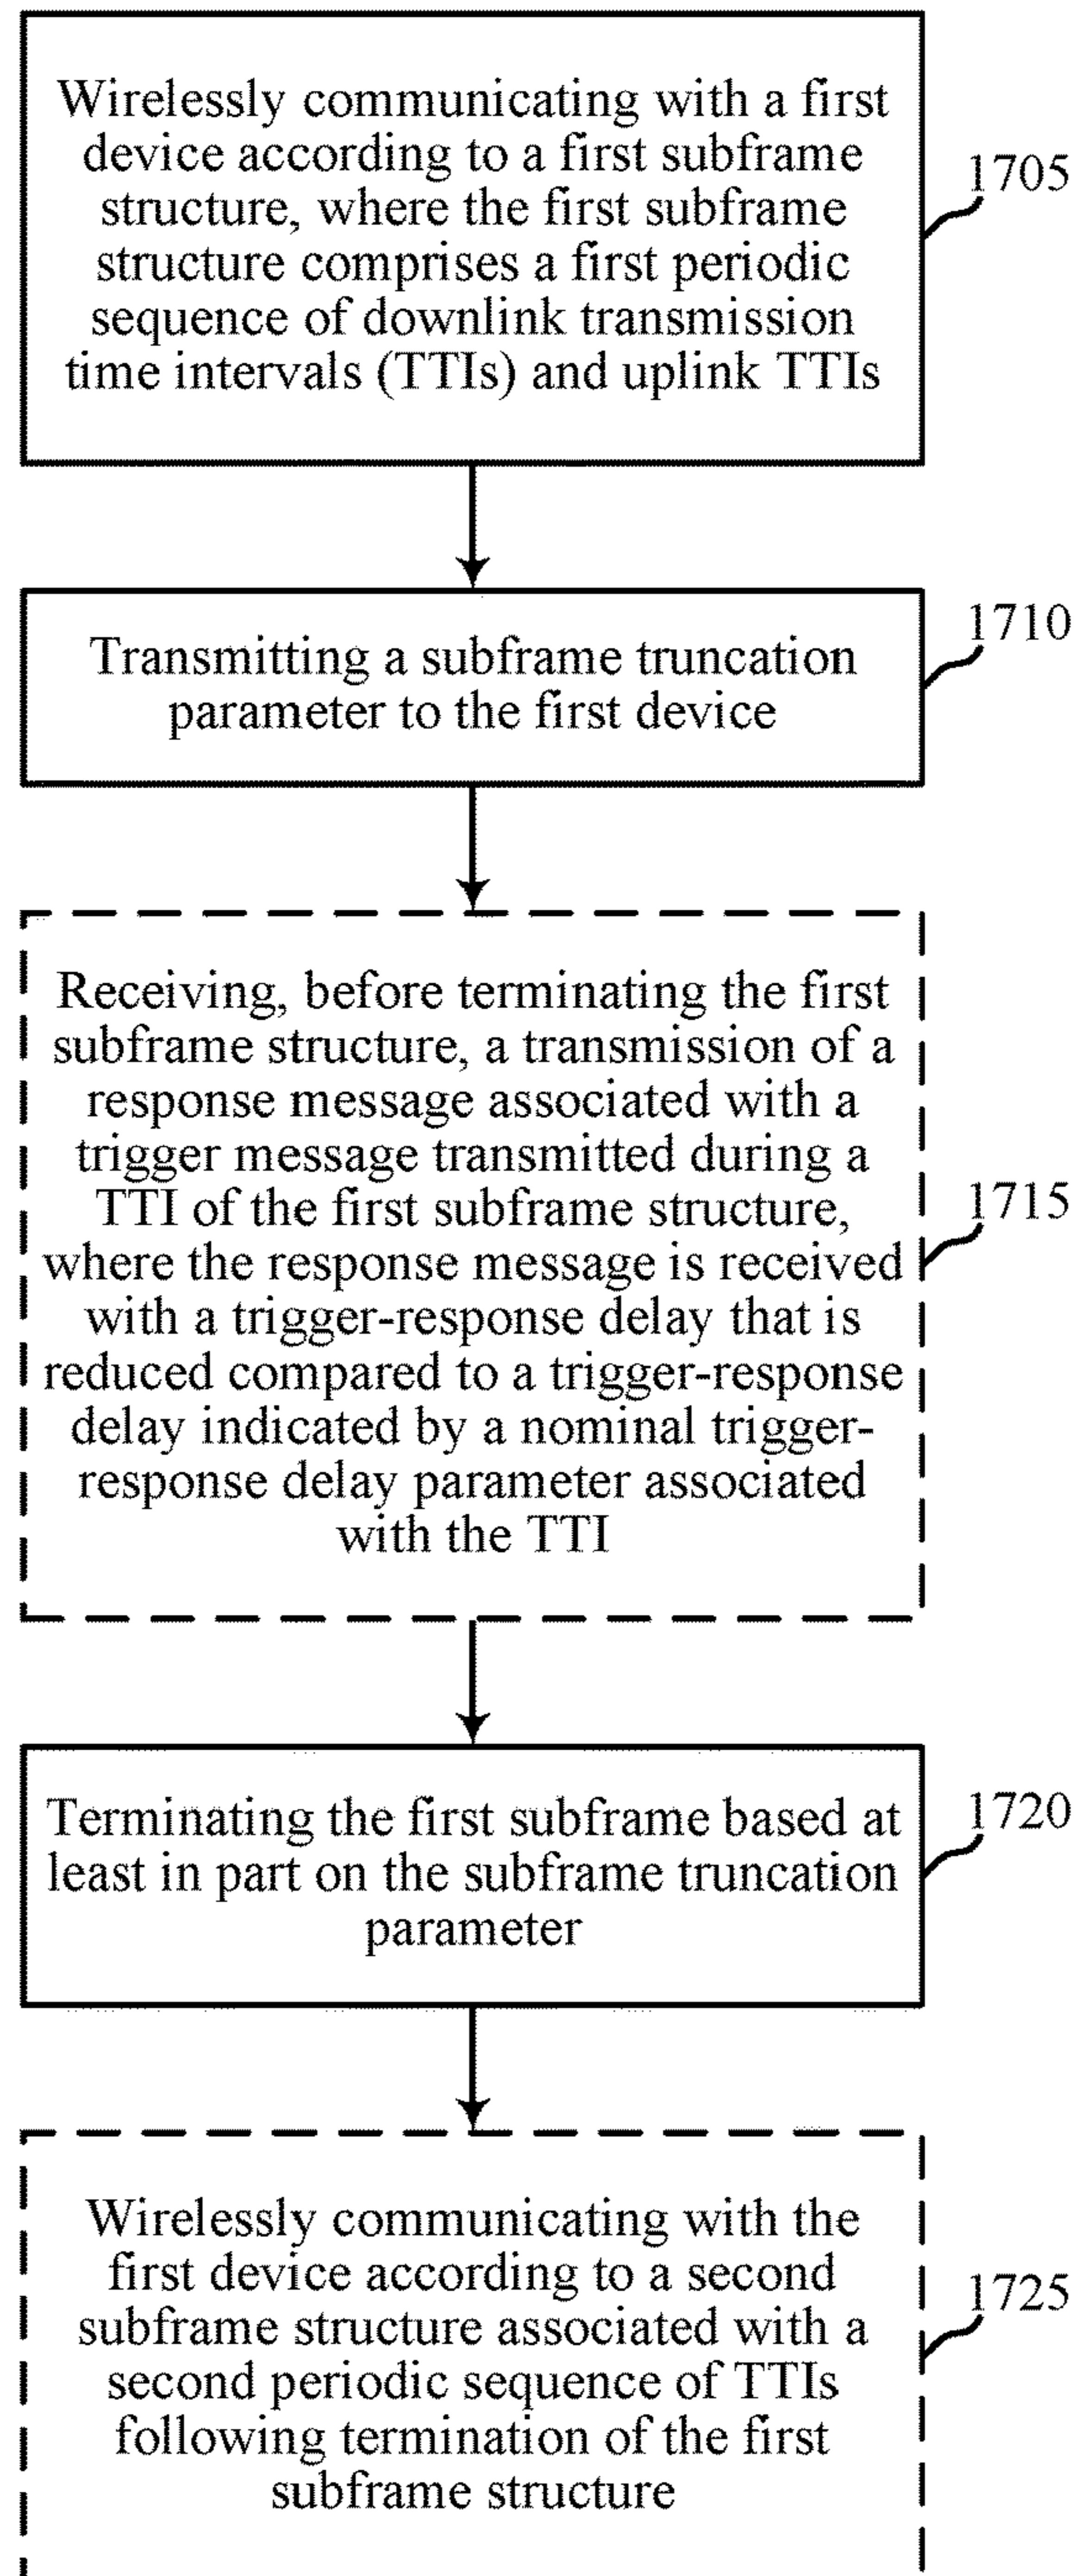 Wirelessly communicating with a first
device according to a first subframe
structure, where the first subframe
structure comprises a first periodic
sequence of downlink transmission
time intervals (TTIs) and uplink TTIs
1705
Transmitting a subframe truncation
parameter to the first device
1710
Receiving, before terminating the first
subframe structure, a transmission of a
response message associated with a
trigger message transmitted during a
TTI of the first subframe structure,
where the response message is received
with a trigger-response delay that is
reduced compared to a trigger-response
delay indicated by a nominal trigger-
response delay parameter associated
with the TTI
1715
Terminating the first subframe based at
least in part on the subframe truncation
parameter
1720
Wirelessly communicating with the
first device according to a second
subframe structure associated with a
second periodic sequence of TTIs
following termination of the first
subframe structure
1725